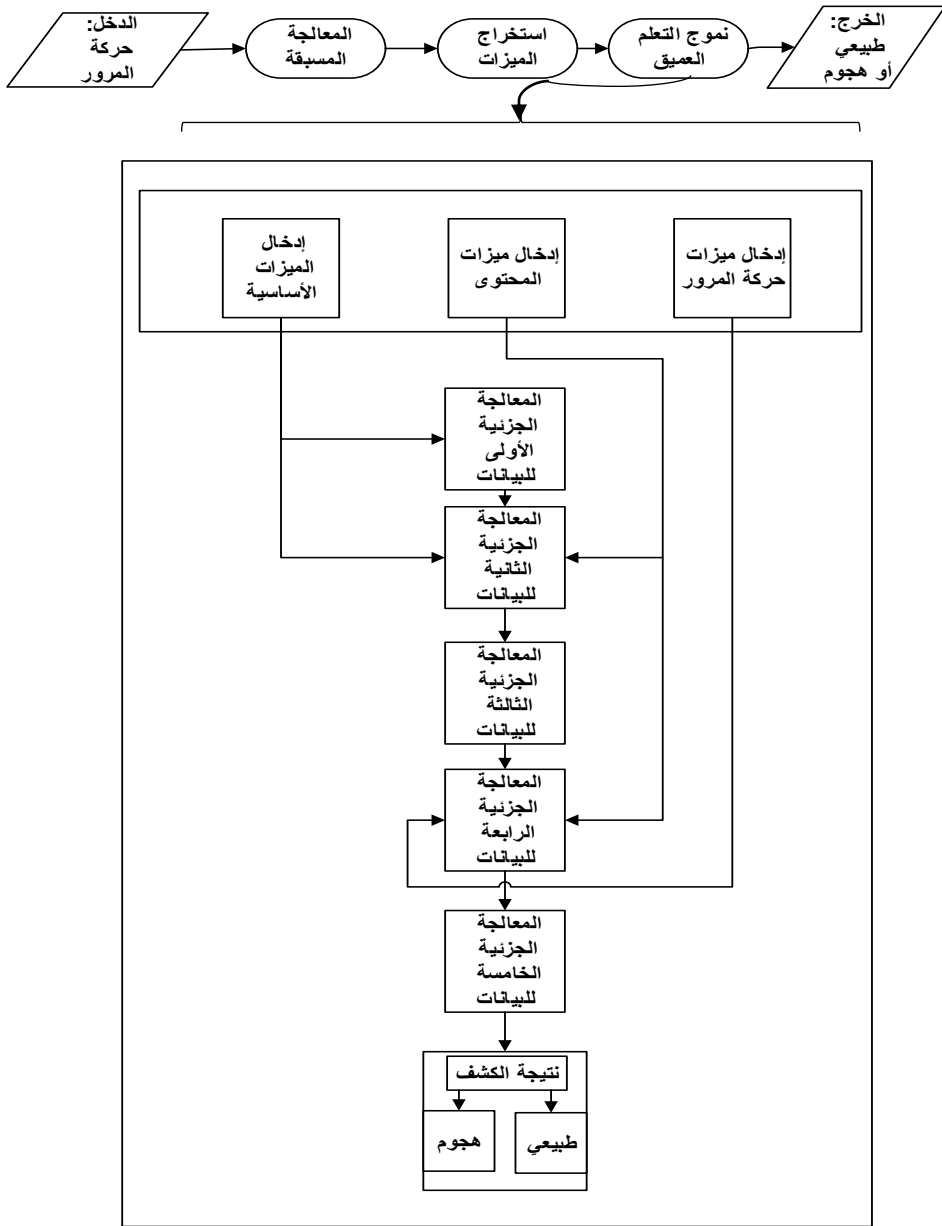 الدخل:
حركة
المرور
المعالجة
المسبقة
استخراج
الميزات
نموج التعلم
العميق
الخرج:
طبيعي
أو هجوم
إدخال
الميزات
الأساسية
إدخال ميزات
المحتوى
إدخال ميزات
حركة المرور
المعالجة
الجزئية
الأولى
للبيانات
المعالجة
الجزئية
الثانية
للبيانات
المعالجة
الجزئية
الثالثة
للبيانات
المعالجة
الجزئية
الرابعة
للبيانات
المعالجة
الجزئية
الخامسة
للبيانات
نتيجة الكشف
هجوم
طبيعي